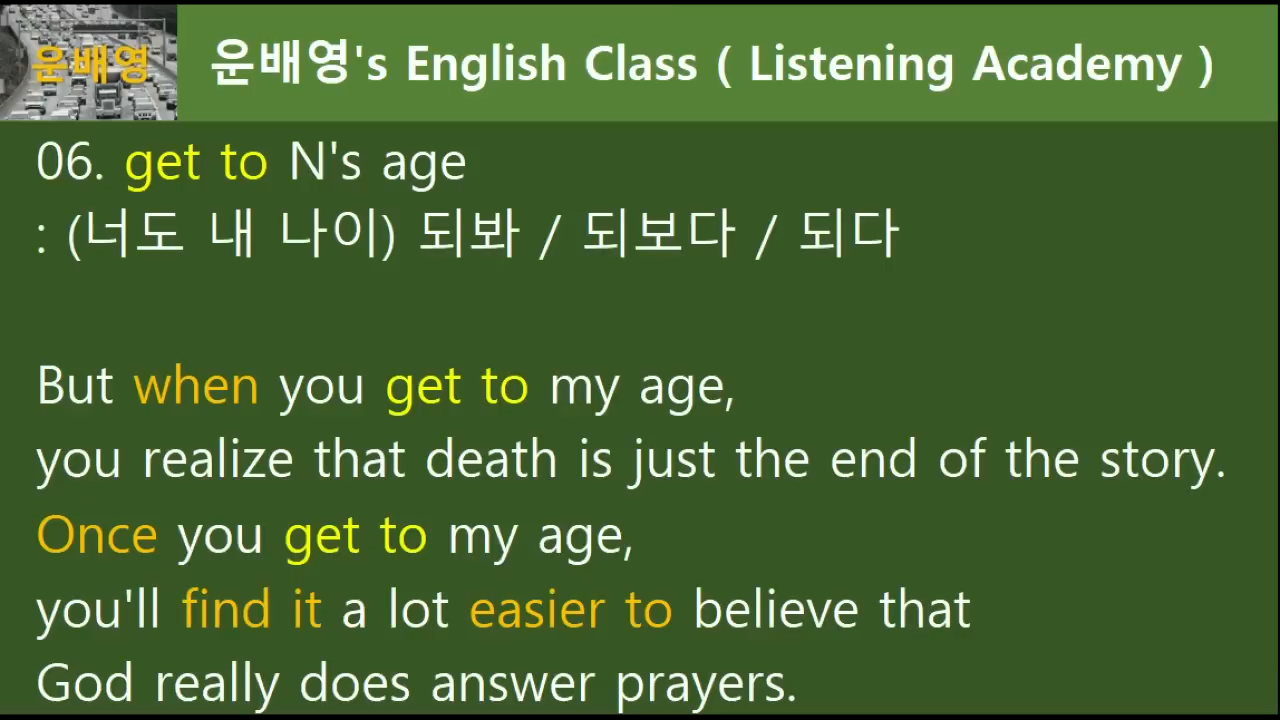 운배영
운배영's English Class ( Listening Academy )
06. get to N's age
: (너도 내 나이) 되봐 / 되보다 / 되다
But when you get to my age,
you realize that death is just the end of the story.
Once you get to my age,
you'll find it a lot easier to believe that
God really does answer prayers.